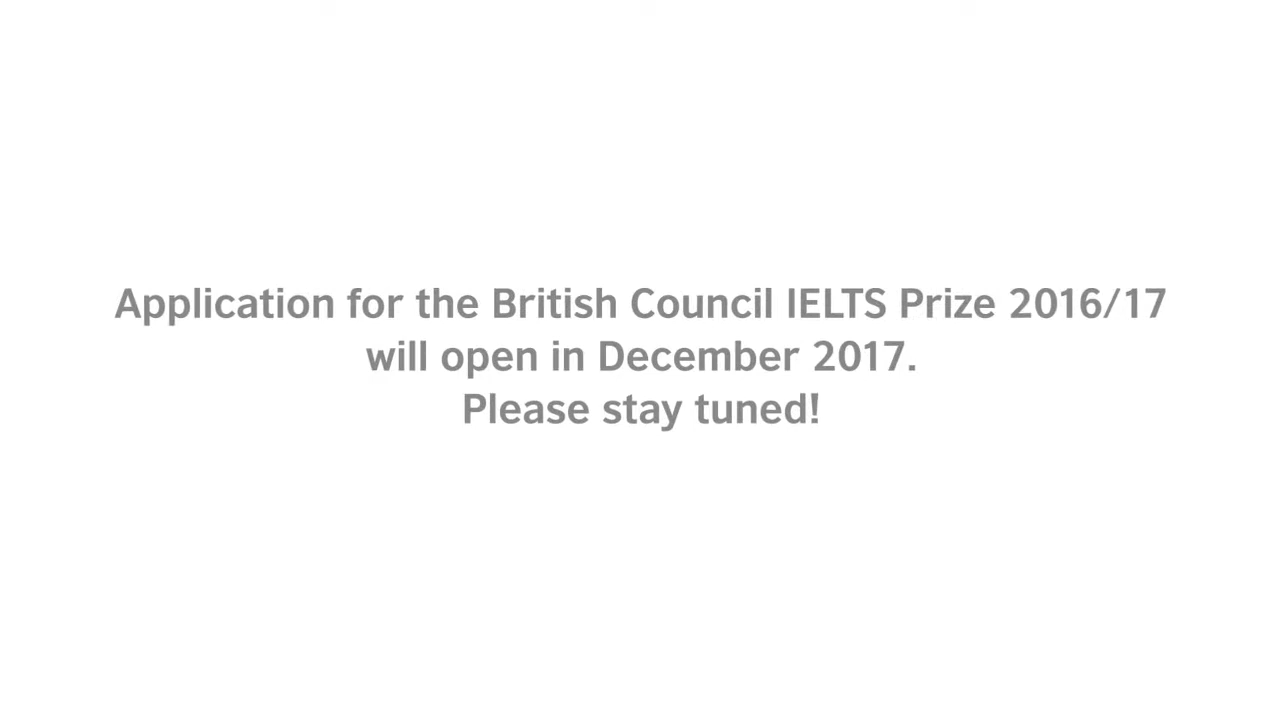 Application for the British Council IELTS Prize 2016/17
will open in December 2017.
Please stay tuned!